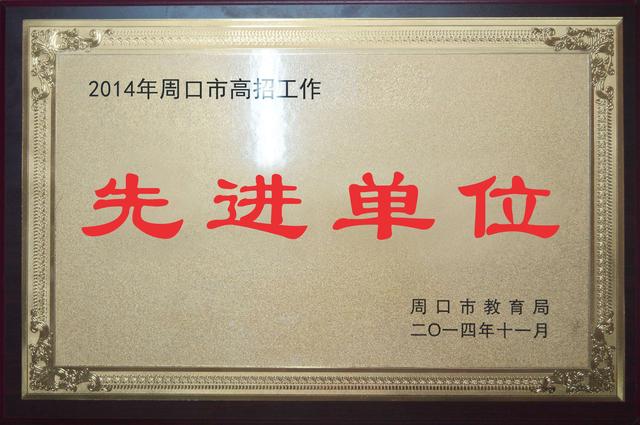 2014年周口市高招工作
先进单位
周口市教育局
二〇一四年十一月